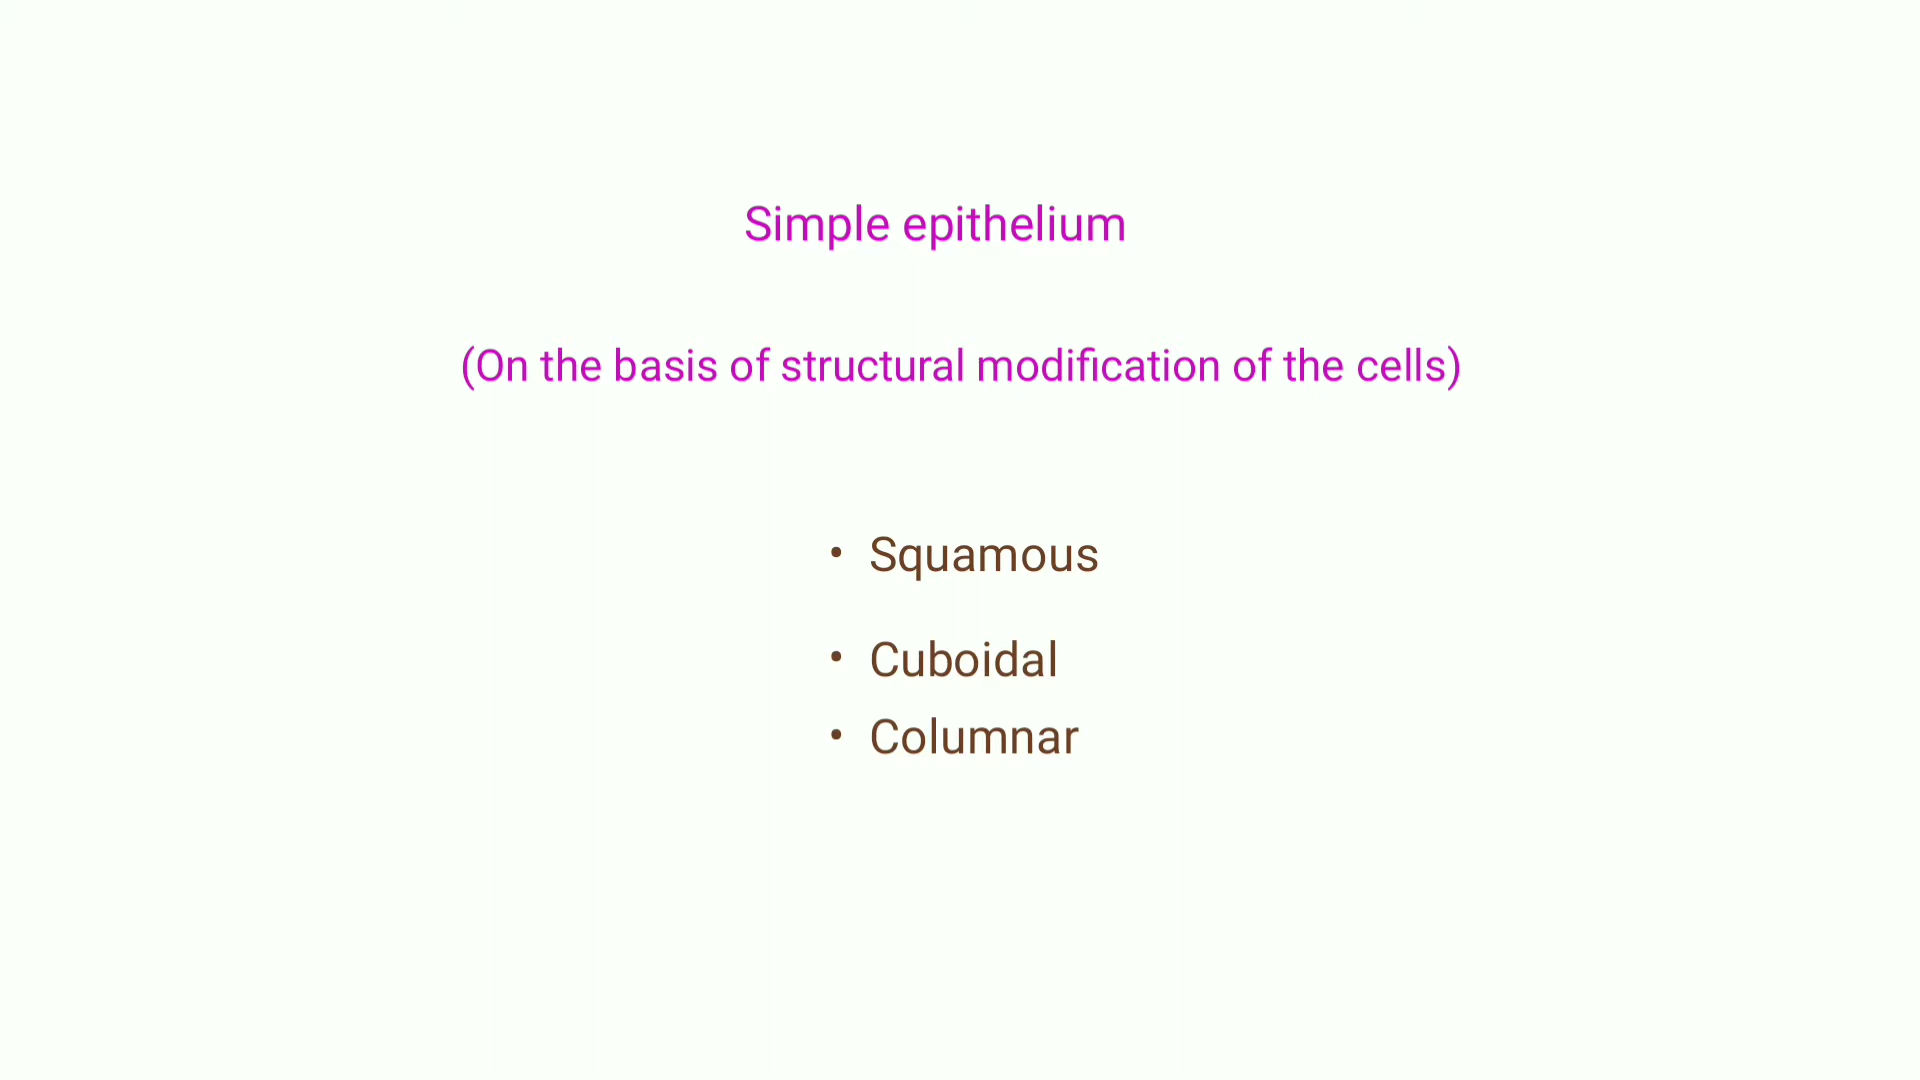 Simple epithelium
(On the basis of structural modification of the cells)
• Squamous
• Cuboidal
• Columnar